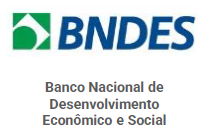 BNDES
Banco Nacional de
Desenvolvimento
Econômico e Social